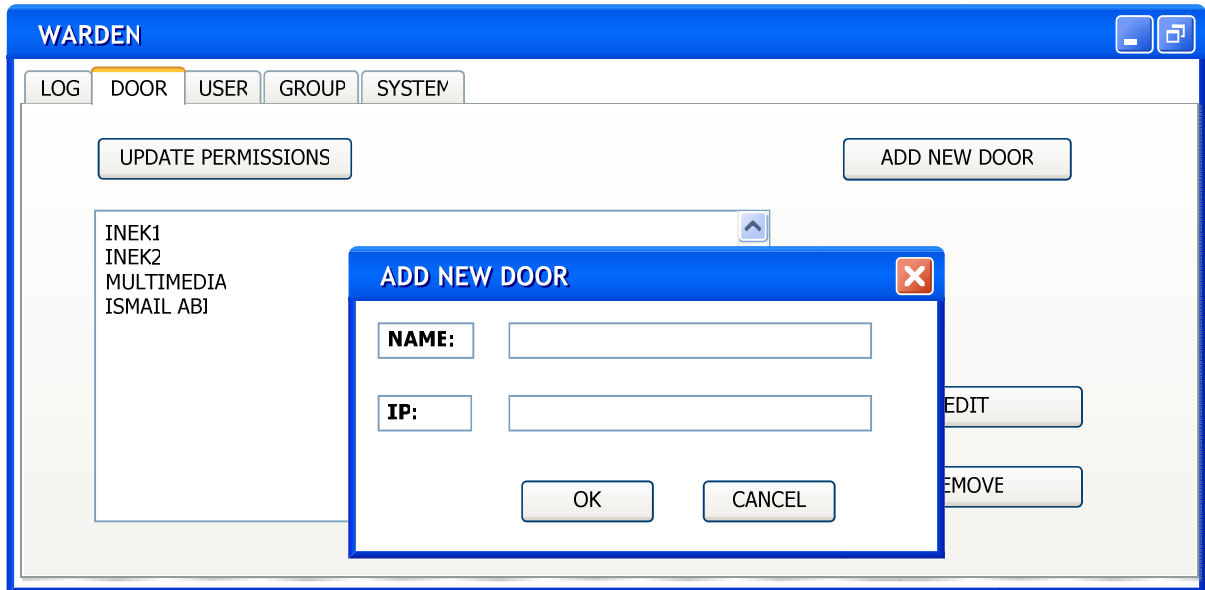 WARDEN
LOG DOOR USER GROUP SYSTEM
UPDATE PERMISSIONS ADD NEW DOOR
INEK1
INEK2
MULTIMEDIA
ISMAIL ABI
ADD NEW DOOR
NAME:
IP:
EDIT
EMOVE
OK CANCEL